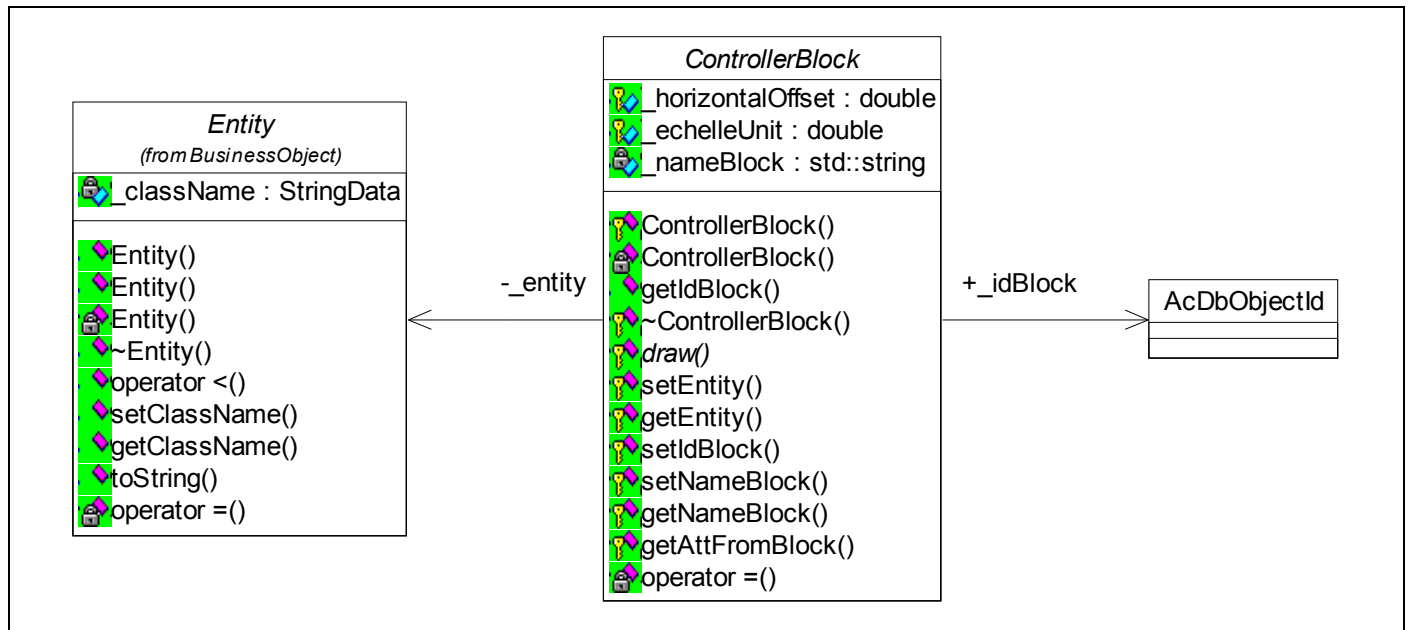 Entity
(from BusinessObject)
_className : StringData
Entity()
Entity()
Entity()
~Entity()
operator <()
setClassName()
getClassName()
toString()
operator =()
-_entity
ControllerBlock
_horizontalOffset : double
_echelleUnit : double
_nameBlock : std::string
ControllerBlock()
ControllerBlock()
getIdBlock()
~ControllerBlock()
draw()
setEntity()
getEntity()
setIdBlock()
setNameBlock()
getNameBlock()
getAttFromBlock()
operator =()
+_idBlock
AcDbObjectId